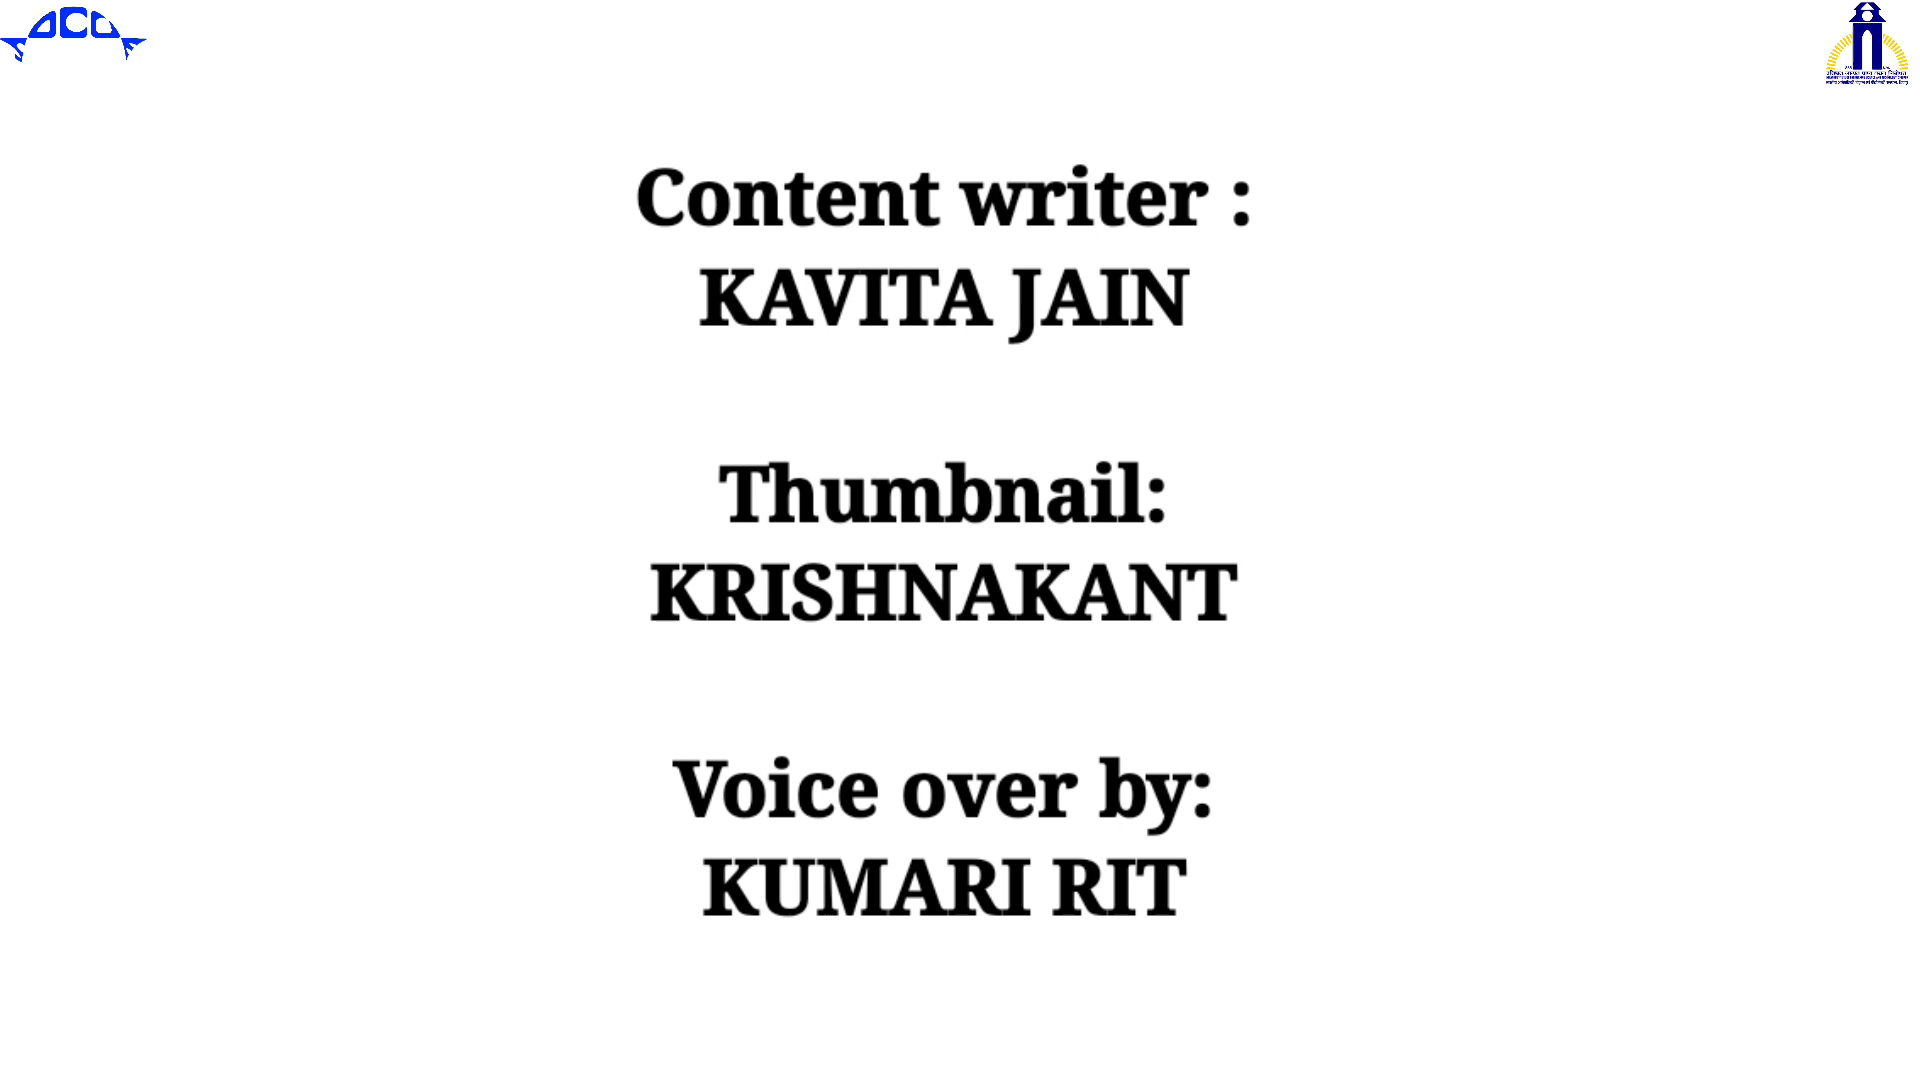 Content writer :
KAVITA JAIN
Thumbnail:
KRISHNAKANT
Voice over by:
KUMARI RIT